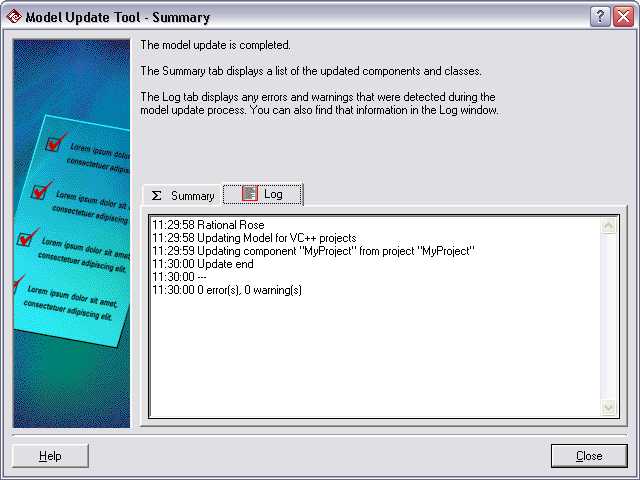 Model Update Tool - Summary
The model update is completed.
The Summary tab displays a list of the updated components and classes.
The Log tab displays any errors and warnings that were detected during the
model update process. You can also find that information in the Log window.
Lorem ipsum dolor
consectetuer adipiscing
Lorem ipsum dolor
consectetuer adipiscing
Lorem ipsum dolor sit
consectetuer adipiscing elit.
Lorem ipsum dolor sit amet,
consectetuer adipiscing elit.
Σ Summary
Log
11:29:58 Rational Rose
11:29:58 Updating Model for VC++ projects
11:29:59 Updating component "MyProject" from project "MyProject"
11:30:00 Update end
11:30:00 ---
11:30:00 0 error(s), 0 warning(s)
Help
Close